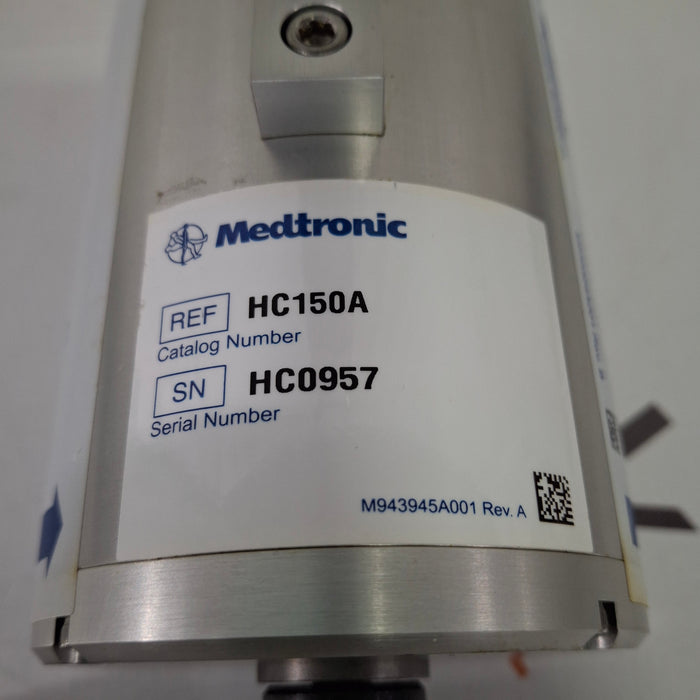 Medtronic
REF HC150A
Catalog Number
SN HC0957
Serial Number
M943945A001 Rev. A